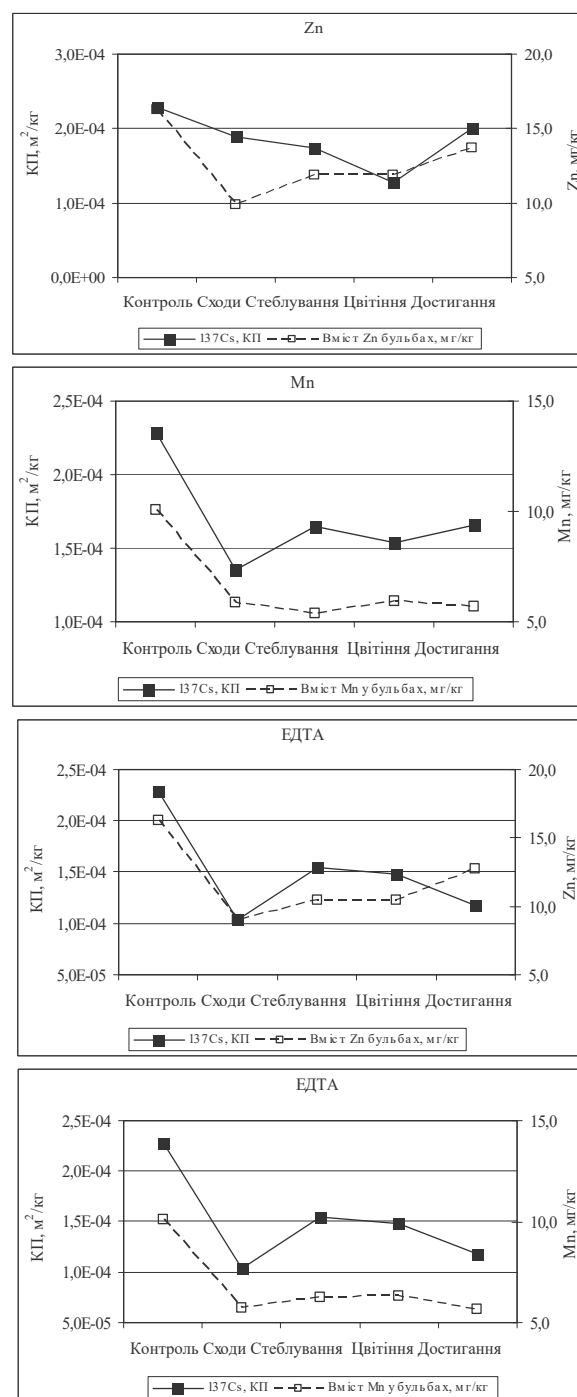 Zn
3,0E-04
2,0E-04
1,0E-04
0,0E+00
КП, м²/кг
20,0
15,0
10,0
5,0
Zn, мг/кг
Контроль Сходи Стеблування Цвітіння Достигання
137Cs, КП Вміст Zn бульбах, мг/кг
Mn
2,5E-04
2,0E-04
1,5E-04
1,0E-04
КП, м²/кг
15,0
10,0
5,0
Mn, мг/кг
Контроль Сходи Стеблування Цвітіння Достигання
137Cs, КП Вміст Mn у бульбах, мг/кг
ЕДТА
2,5E-04
2,0E-04
1,5E-04
1,0E-04
5,0E-05
КП, м²/кг
20,0
15,0
10,0
5,0
Zn, мг/кг
Контроль Сходи Стеблування Цвітіння Достигання
137Cs, КП Вміст Zn бульбах, мг/кг
ЕДТА
2,5E-04
2,0E-04
1,5E-04
1,0E-04
5,0E-05
КП, м²/кг
15,0
10,0
5,0
Mn, мг/кг
Контроль Сходи Стеблування Цвітіння Достигання
137Cs, КП Вміст Mn у бульбах, мг/кг